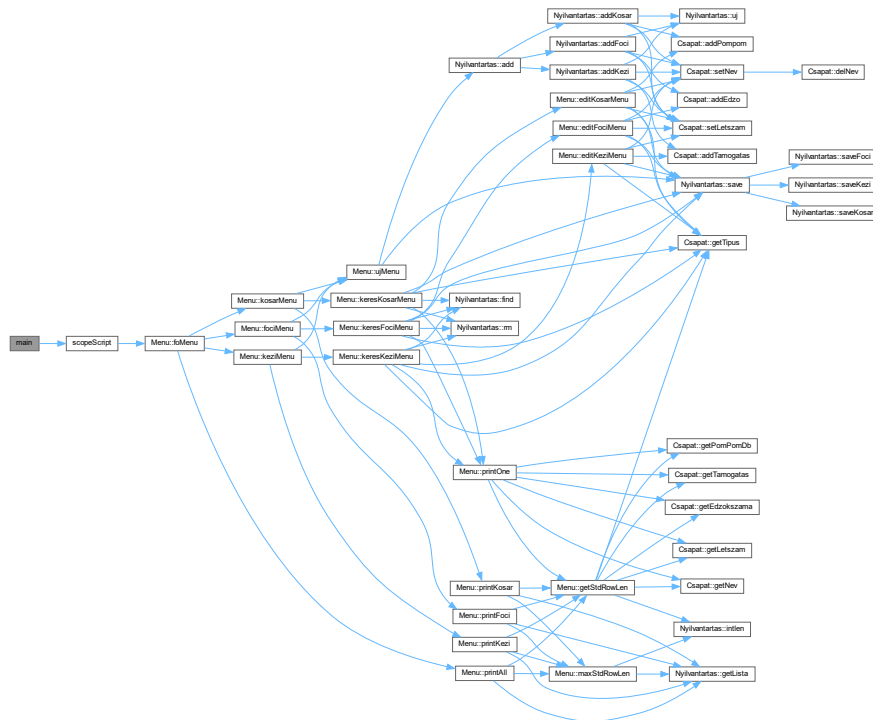 main
scopeScript
Menu::foMenu
Menu::kosarMenu
Menu::fociMenu
Menu::keziMenu
Menu::ujMenu
Menu::keresKosarMenu
Menu::keresFociMenu
Menu::keresKeziMenu
Nyilvantartas::add
Nyilvantartas::find
Nyilvantartas::rm
Menu::printOne
Menu::printKosar
Menu::printFoci
Menu::printKezi
Menu::printAll
Nyilvantartas::addKosar
Nyilvantartas::addFoci
Nyilvantartas::addKezi
Menu::editKosarMenu
Menu::editFociMenu
Menu::editKeziMenu
Menu::getStdRowLen
Menu::maxStdRowLen
Nyilvantartas::uj
Csapat::addPompom
Csapat::setNev
Csapat::addEdzo
Csapat::setLetszam
Csapat::addTamogatas
Nyilvantartas::save
Csapat::getTipus
Csapat::getPomPomDb
Csapat::getTamogatas
Csapat::getEdzokszama
Csapat::getLetszam
Csapat::getNev
Nyilvantartas::intlen
Nyilvantartas::getLista
Csapat::delNev
Nyilvantartas::saveFoci
Nyilvantartas::saveKezi
Nyilvantartas::saveKosar